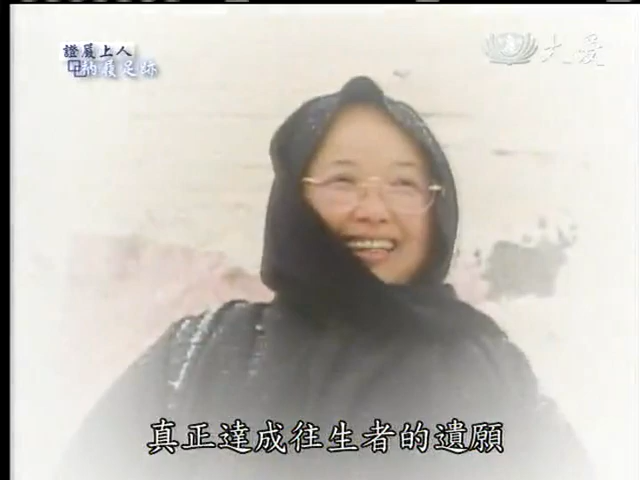 證嚴上人
大愛
衲履足跡
真正達成往生者的遺願